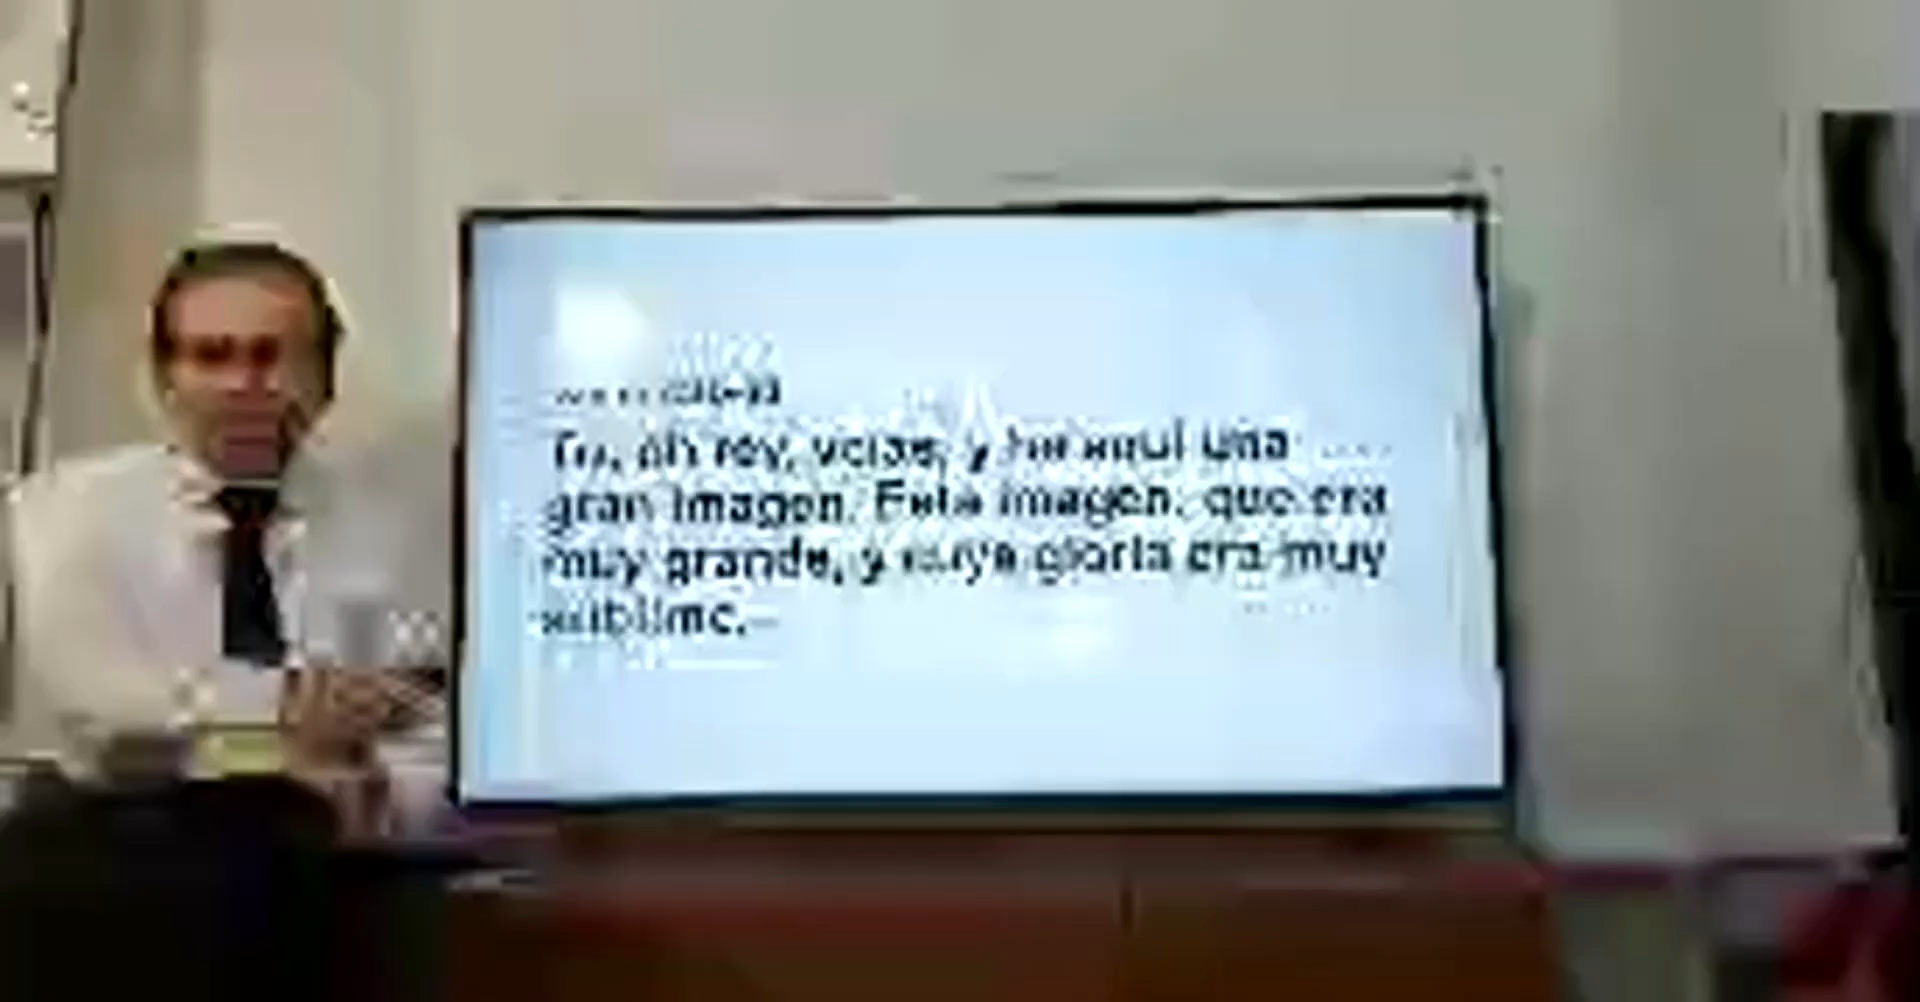 Tu, oh rey, veías, y he aquí una
gran imagen. Esta imagen, que era
muy grande, y cuya gloria era muy
sublime,